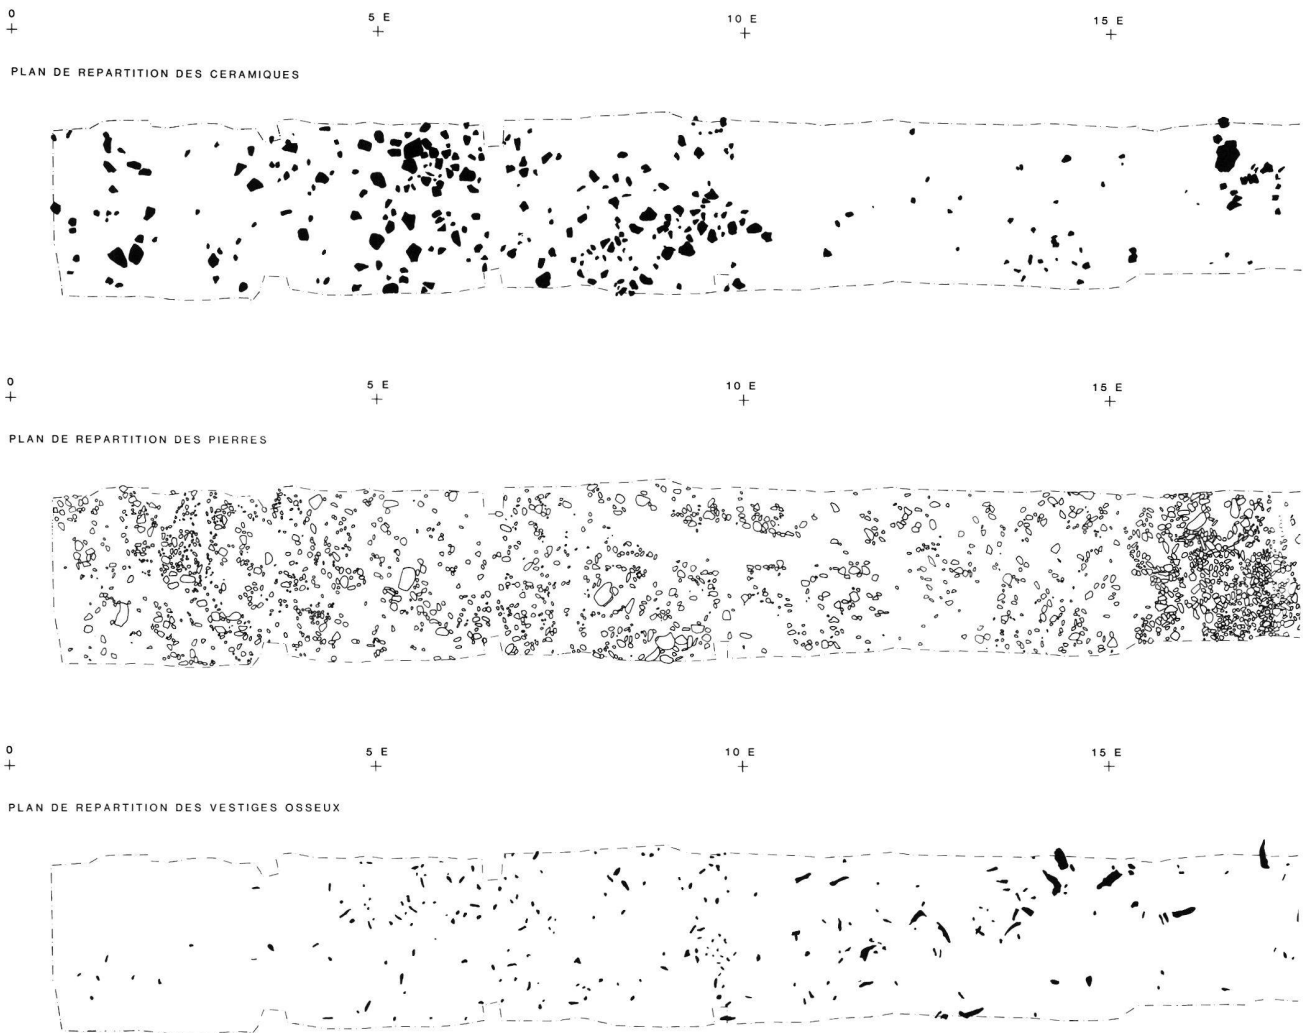 0 5 E 10 E 15 E
PLAN DE REPARTITION DES CERAMIQUES
0 5 E 10 E 15 E
PLAN DE REPARTITION DES PIERRES
0 5 E 10 E 15 E
PLAN DE REPARTITION DES VESTIGES OSSEUX